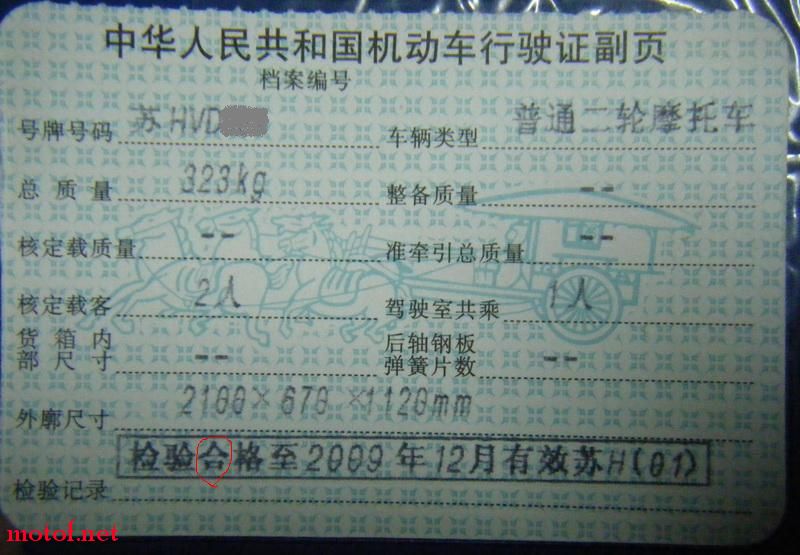 中华人民共和国机动车行驶证副页
档案编号
号牌号码 苏HVD 车辆类型 普通二轮摩托车
总质量 323kg 整备质量 --
核定载质量 -- 准牵引总质量 --
核定载客 2人 驾驶室共乘 1人
货箱内部尺寸 -- 后轴钢板弹簧片数 --
外廓尺寸 2100×670×1120mm
检验合格至2009年12月有效苏H(01)
检验记录
motof.net